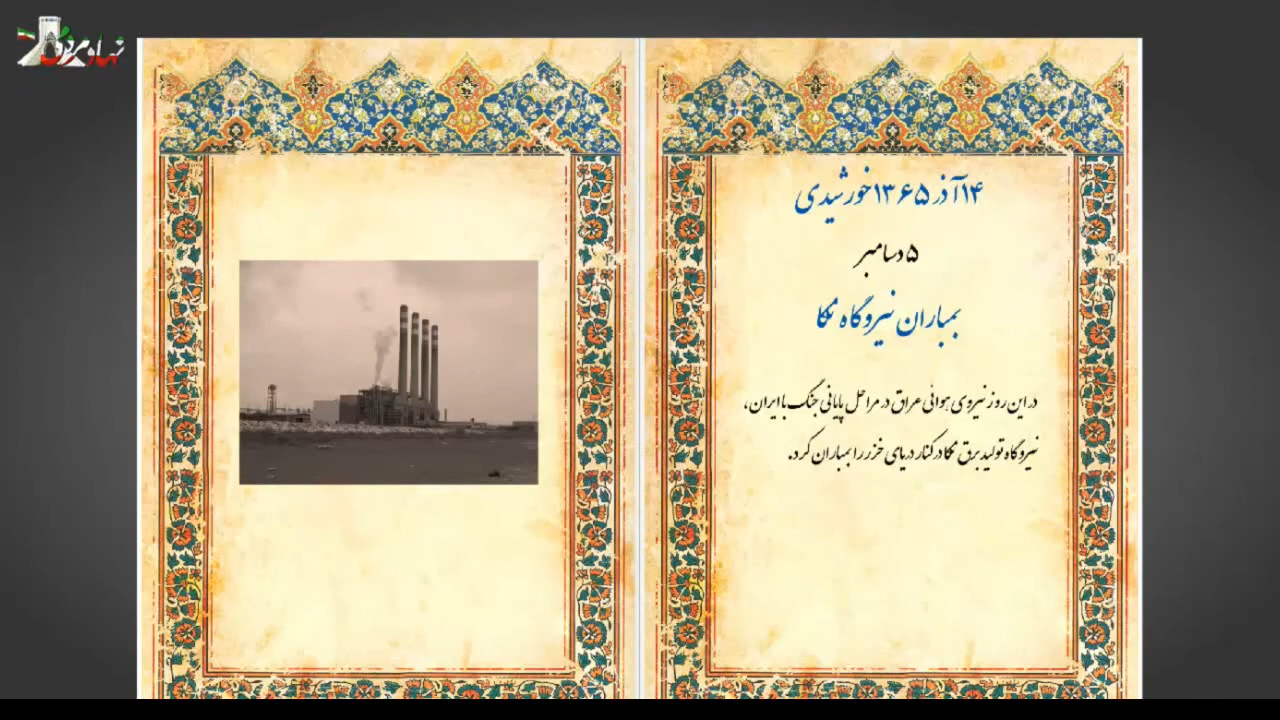 ۱۴ آذر ۱۳۶۵ خورشیدی
۵ دسامبر
بمباران نیروگاه نکا
در این روز نیروی هوائی عراق در مراحل پایانی جنگ با ایران،
نیروگاه تولید برق نکا در کنار دریای خزر را بمباران کرد.